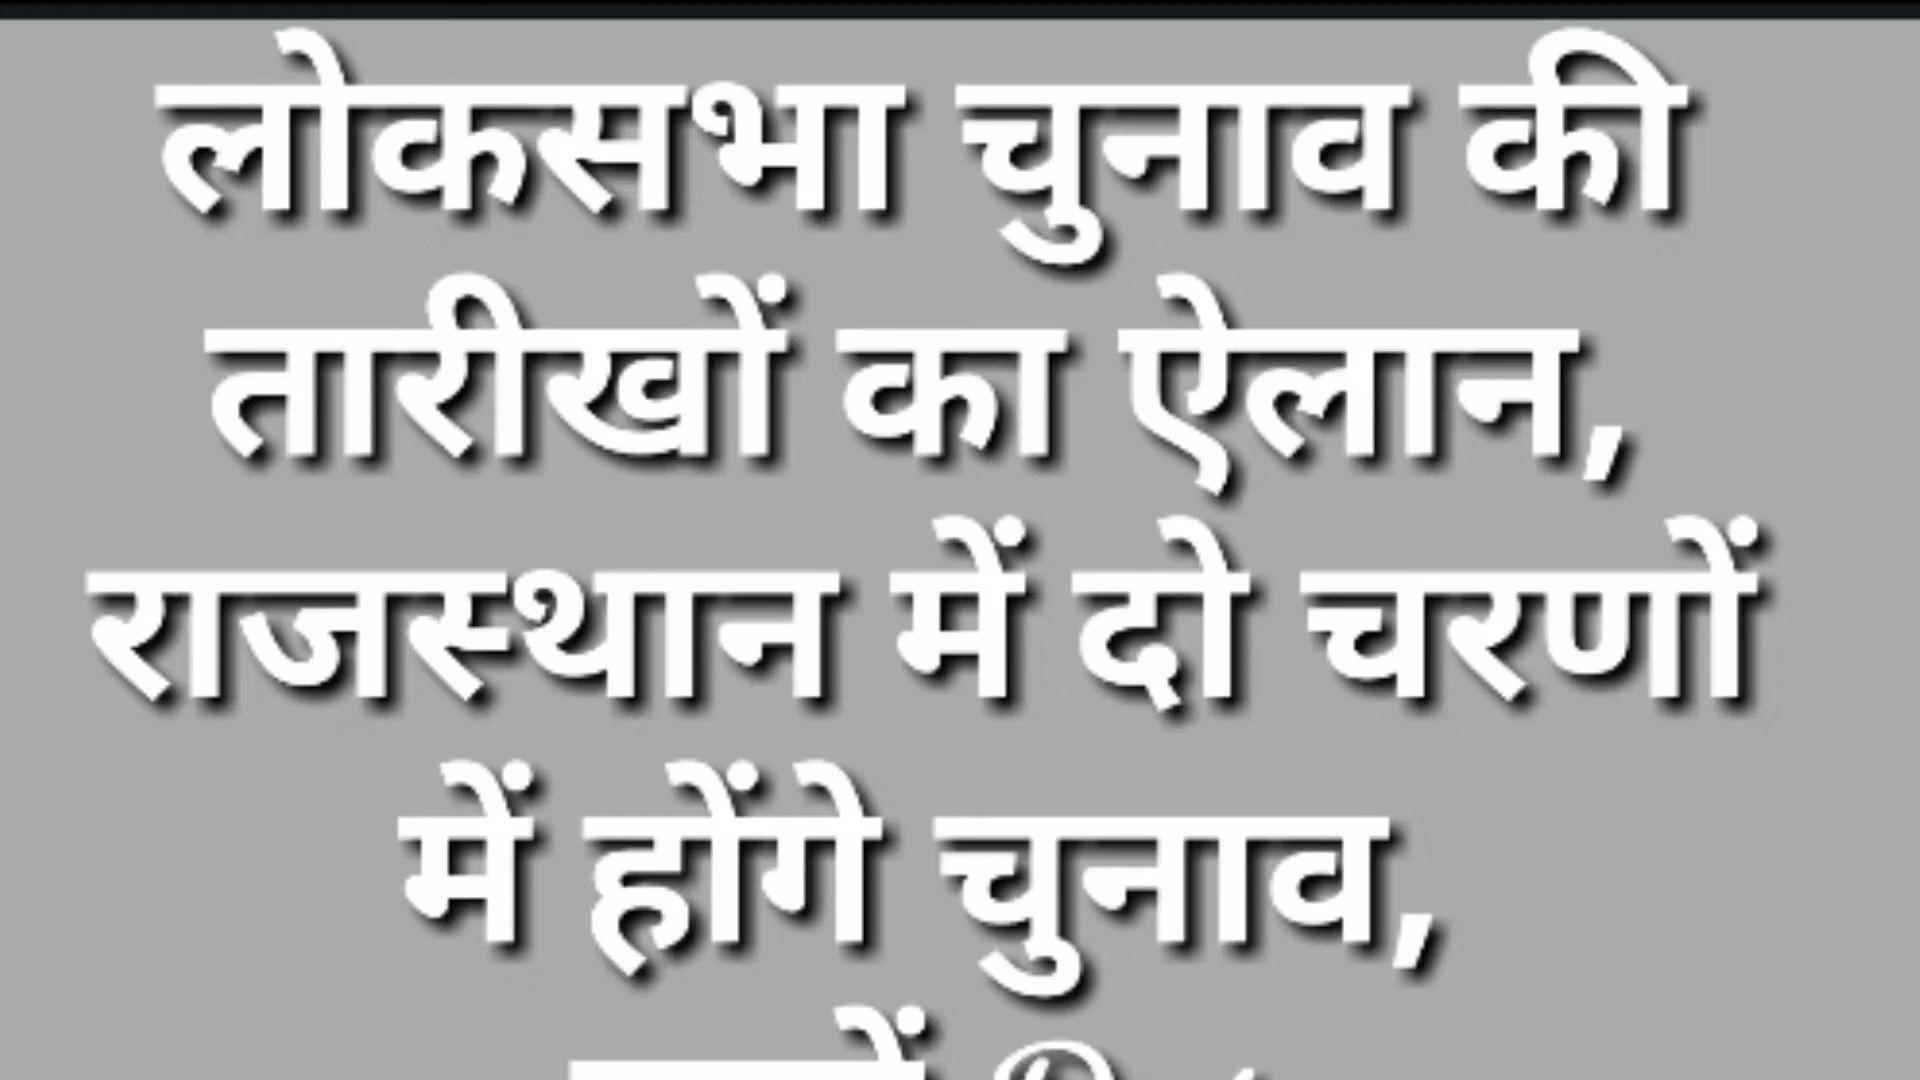 लोकसभा चुनाव की
तारीखों का ऐलान,
राजस्थान में दो चरणों
में होंगे चुनाव,